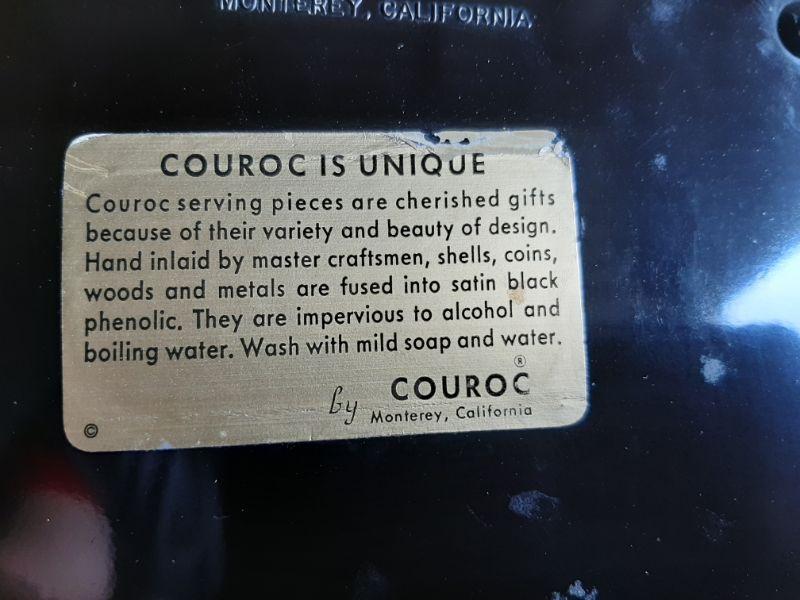 MONTEREY, CALIFORNIA
COUROC IS UNIQUE
Couroc serving pieces are cherished gifts
because of their variety and beauty of design.
Hand inlaid by master craftsmen, shells, coins,
woods and metals are fused into satin black
phenolic. They are impervious to alcohol and
boiling water. Wash with mild soap and water.
by COUROC®
Monterey, California
©